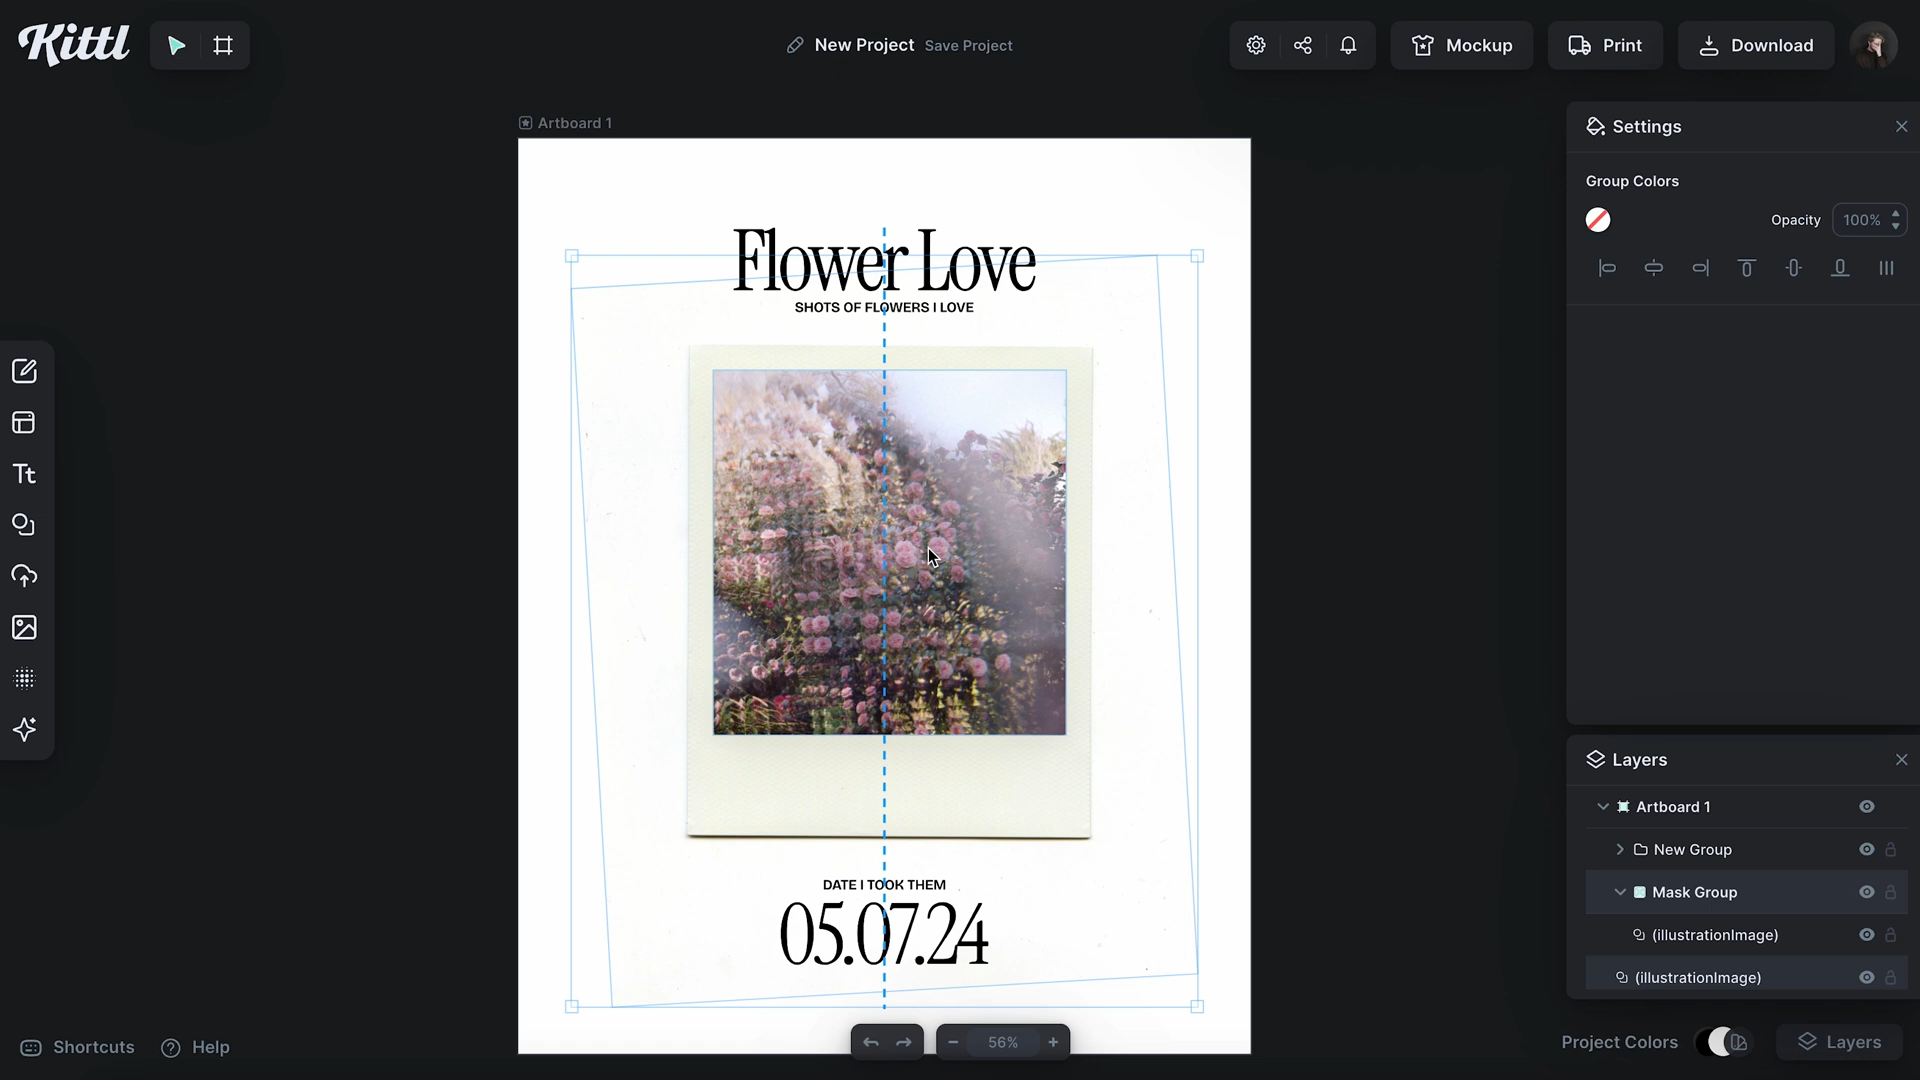 Kittl
New Project Save Project
Mockup
Print
Download
Artboard 1
Settings
Group Colors
Opacity 100%
Flower Love
SHOTS OF FLOWERS I LOVE
Tt
DATE I TOOK THEM
05.07.24
Layers
Artboard 1
New Group
Mask Group
(illustrationImage)
(illustrationImage)
Shortcuts
Help
56%
Project Colors
Layers